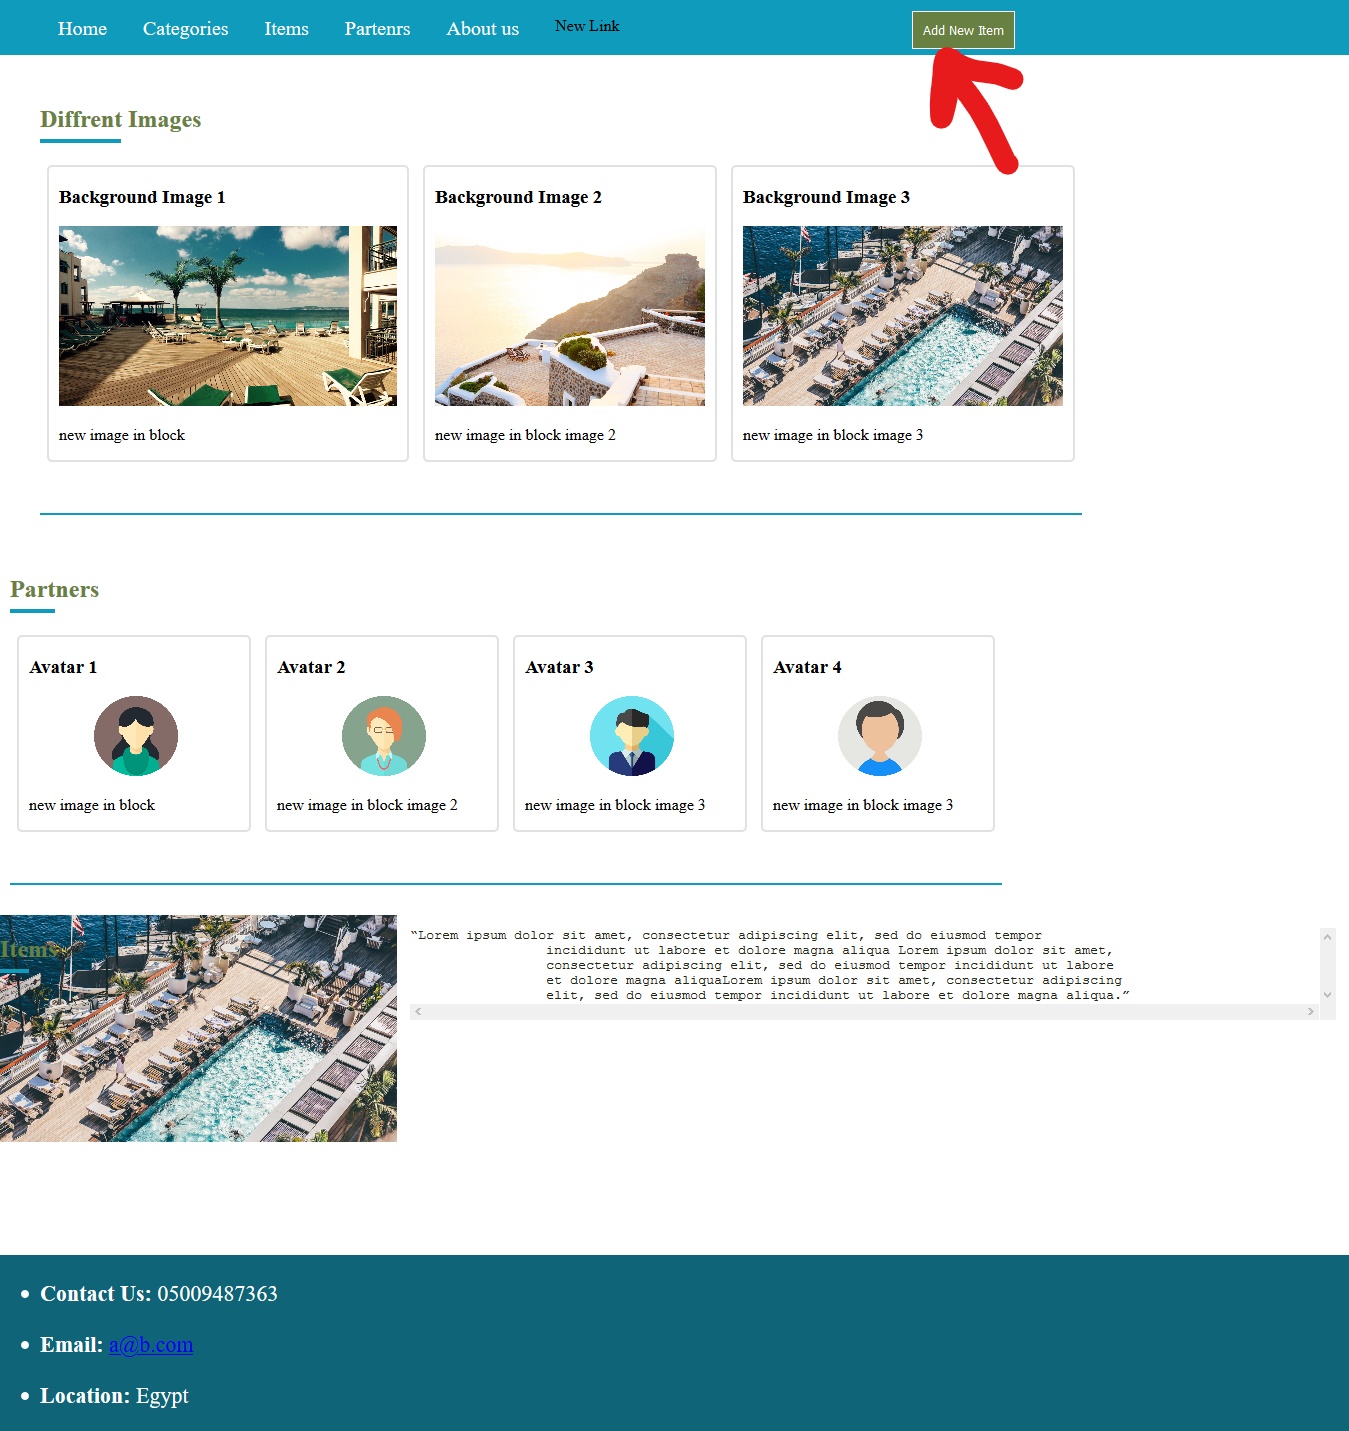 Home Categories Items Partenrs About us New Link Add New Item
Diffrent Images
Background Image 1
new image in block
Background Image 2
new image in block image 2
Background Image 3
new image in block image 3
Partners
Avatar 1
new image in block
Avatar 2
new image in block image 2
Avatar 3
new image in block image 3
Avatar 4
new image in block image 3
Items
“Lorem ipsum dolor sit amet, consectetur adipiscing elit, sed do eiusmod tempor
incididunt ut labore et dolore magna aliqua Lorem ipsum dolor sit amet,
consectetur adipiscing elit, sed do eiusmod tempor incididunt ut labore
et dolore magna aliquaLorem ipsum dolor sit amet, consectetur adipiscing
elit, sed do eiusmod tempor incididunt ut labore et dolore magna aliqua.”
Contact Us: 05009487363
Email: a@b.com
Location: Egypt